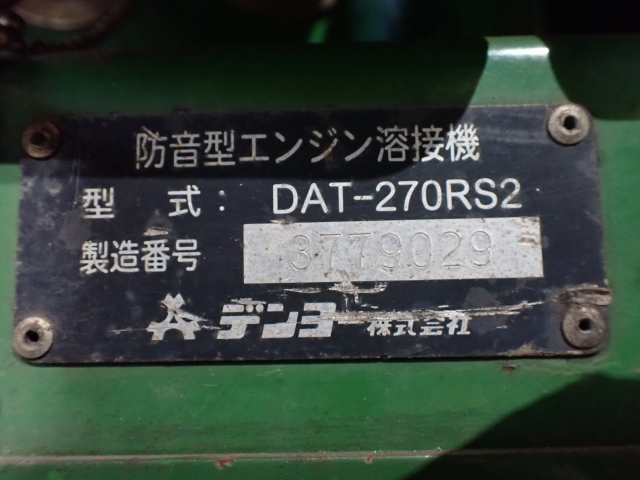 防音型エンジン溶接機
型式: DAT-270RS2
製造番号 3779029
デンヨー株式会社